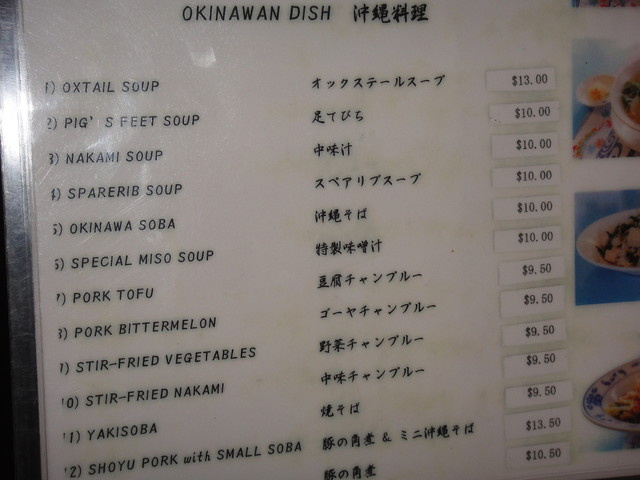 OKINAWAN DISH 沖縄料理
1) OXTAIL SOUP オックステールスープ $13.00
2) PIG'S FEET SOUP 足てびち $10.00
3) NAKAMI SOUP 中味汁 $10.00
4) SPARERIB SOUP スペアリブスープ $10.00
5) OKINAWA SOBA 沖縄そば $10.00
6) SPECIAL MISO SOUP 特製味噌汁 $10.00
7) PORK TOFU 豆腐チャンプルー $9.50
8) PORK BITTERMELON ゴーヤチャンプルー $9.50
9) STIR-FRIED VEGETABLES 野菜チャンプルー $9.50
10) STIR-FRIED NAKAMI 中味チャンプルー $9.50
11) YAKISOBA 焼そば $9.50
12) SHOYU PORK with SMALL SOBA 豚の角煮 & ミニ沖縄そば $13.50
豚の角煮 $10.50